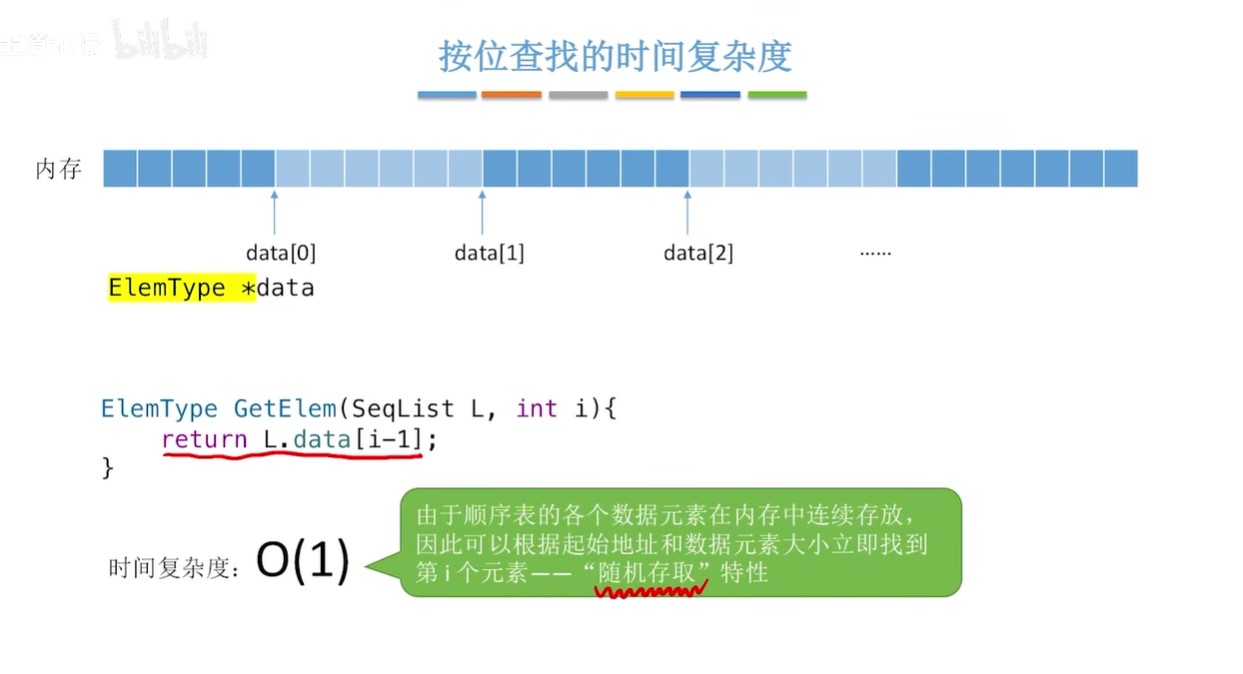 bilibili
按位查找的时间复杂度
内存
data[0]
data[1]
data[2]
......
ElemType *data
ElemType GetElem(SeqList L, int i){
return L.data[i-1];
}
由于顺序表的各个数据元素在内存中连续存放，
因此可以根据起始地址和数据元素大小立即找到
第 i 个元素——“随机存取”特性
时间复杂度：O(1)